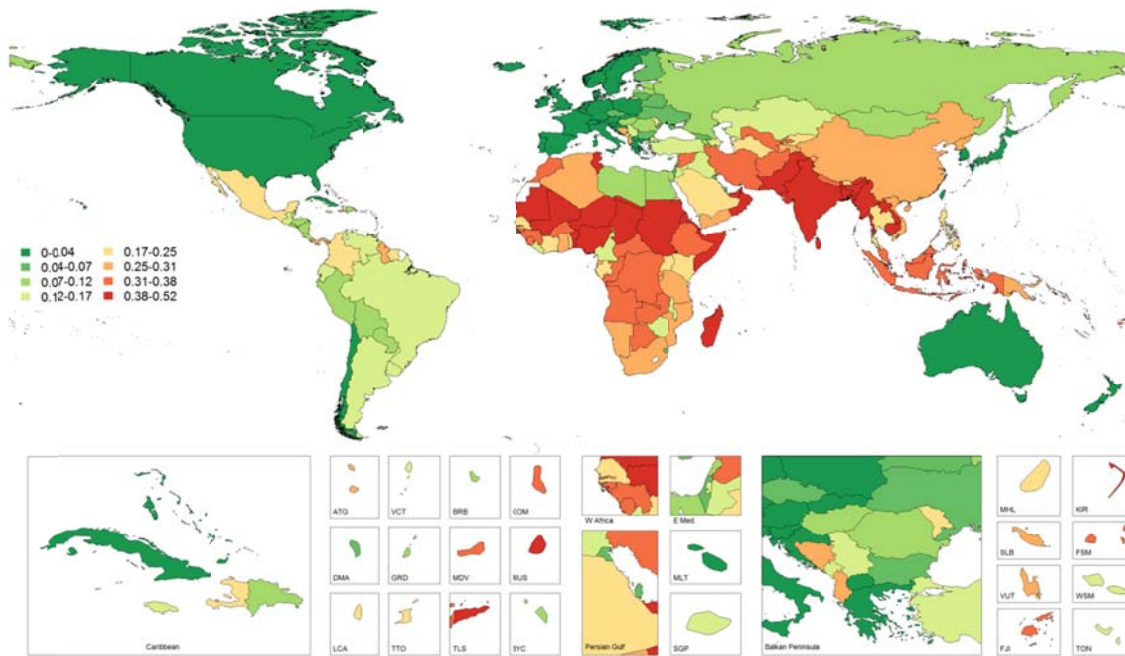 0-0.04 0.17-0.25
0.04-0.07 0.25-0.31
0.07-0.12 0.31-0.38
0.12-0.17 0.38-0.52
ATG VCT BRB COM W Africa E Med. MHL KIR
DMA GRD MDV MUS MLT SLB FSM
VUT WSM
Caribbean LCA TTO TLS SYC Persian Gulf SGP Balkan Peninsula FJI TON